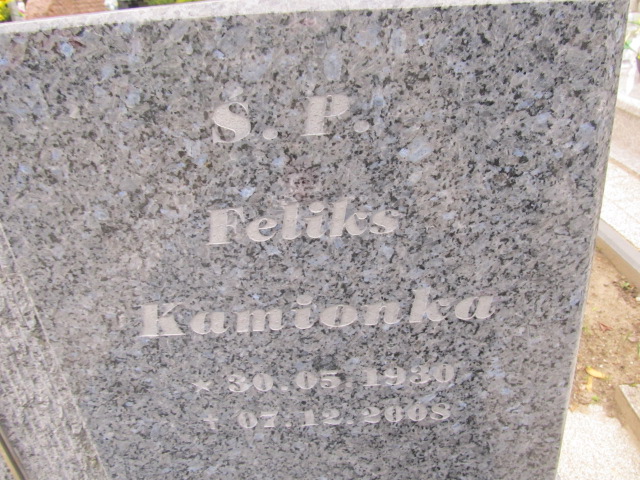 Ś. P.
Feliks
Kamionka
* 30.05.1930
+ 07.12.2008